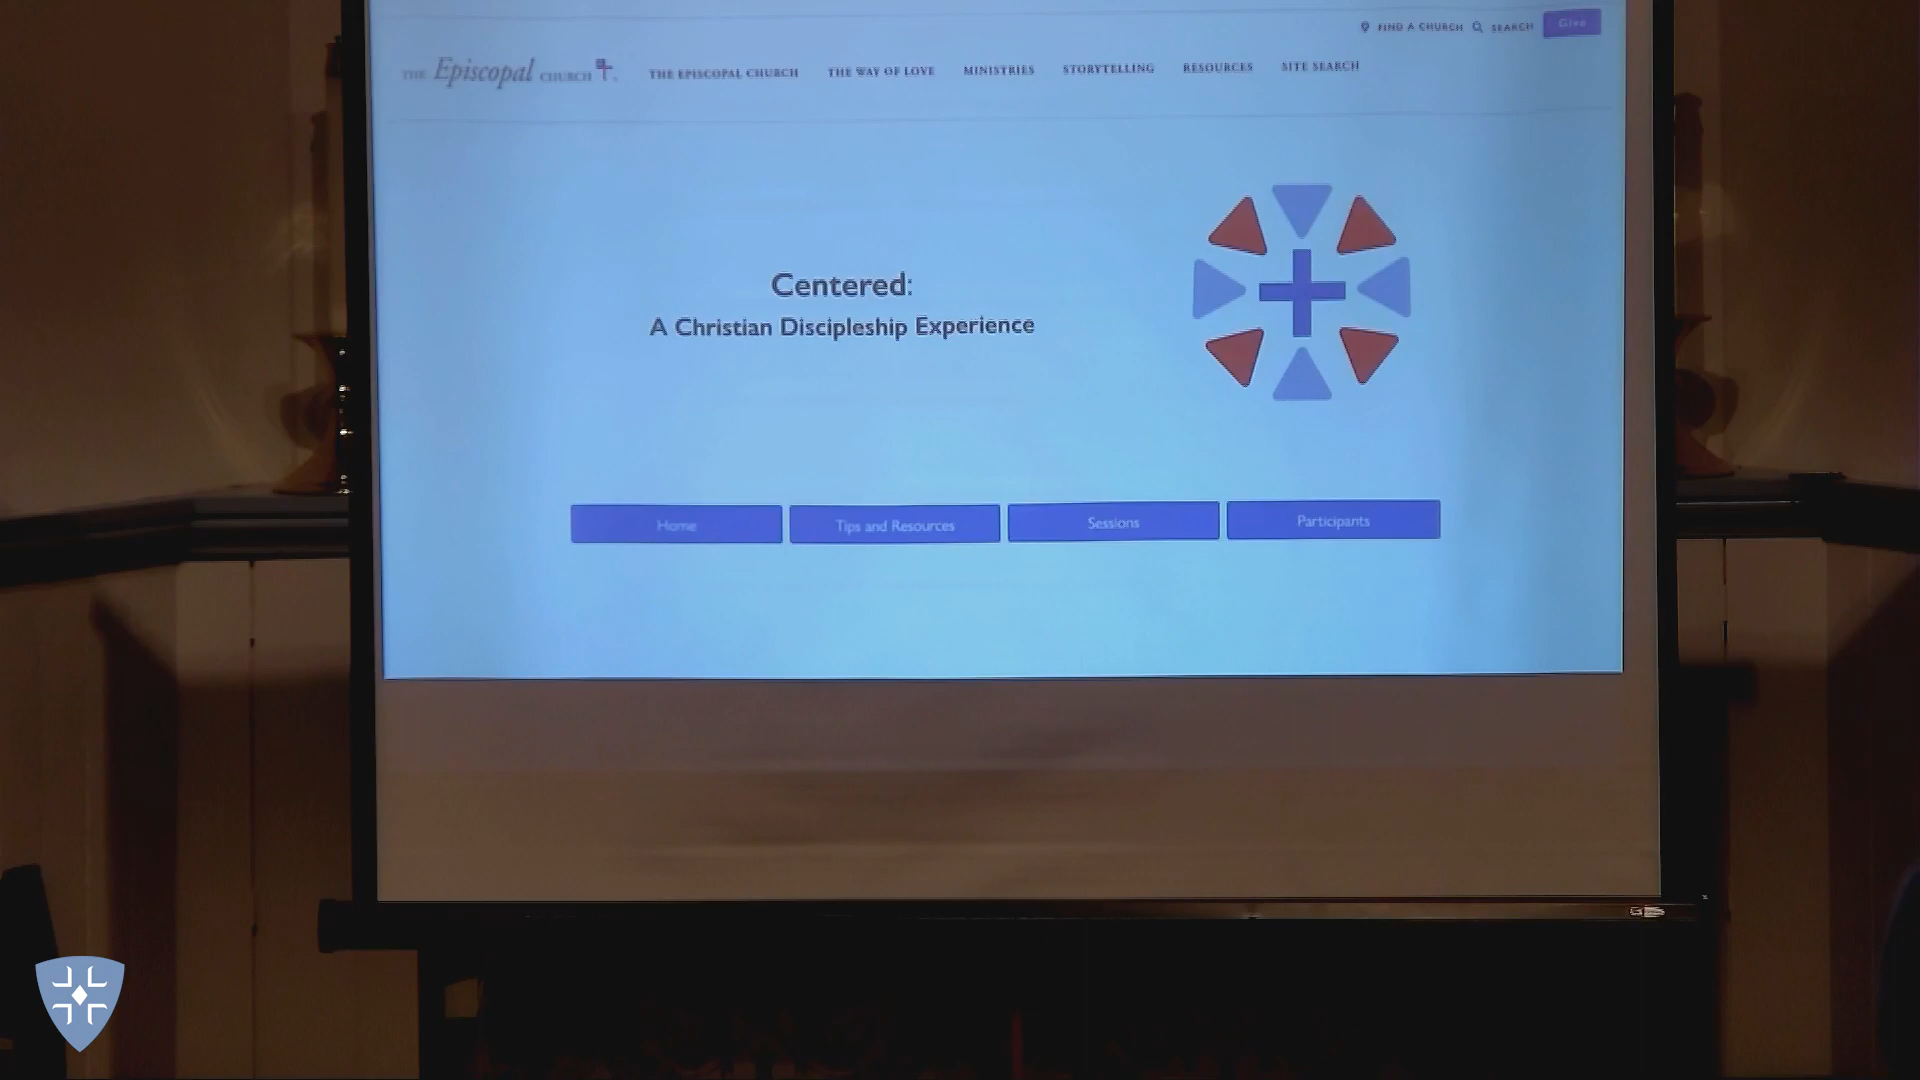 FIND A CHURCH SEARCH Give
THE Episcopal CHURCH THE EPISCOPAL CHURCH THE WAY OF LOVE MINISTRIES STORYTELLING RESOURCES SITE SEARCH
Centered:
A Christian Discipleship Experience
Home Tips and Resources Sessions Participants